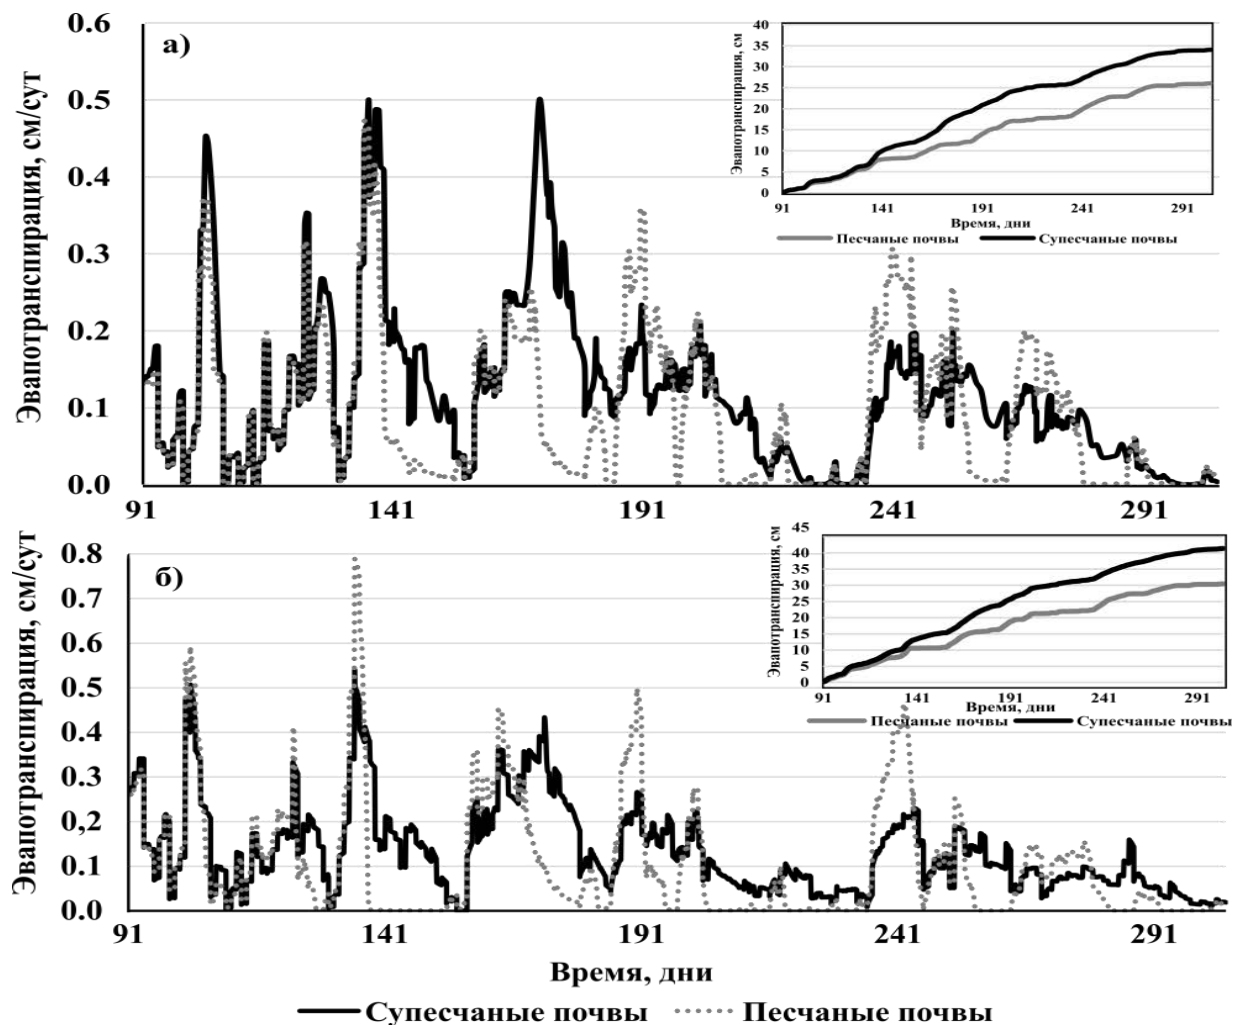 а)
Эвапотранспирация, см/сут
0.6
0.5
0.4
0.3
0.2
0.1
0.0
91 141 191 241 291
Эвапотранспирация, см
40
35
30
25
20
15
10
5
0
91 141 191 241 291
Время, дни
Песчаные почвы Супесчаные почвы
б)
Эвапотранспирация, см/сут
0.8
0.7
0.6
0.5
0.4
0.3
0,2
0.1
0.0
91 141 191 241 291
Эвапотранспирация, см
45
40
35
30
25
20
15
10
5
0
91 141 191 241 291
Время, дни
Песчаные почвы Супесчаные почвы
Время, дни
Супесчаные почвы Песчаные почвы